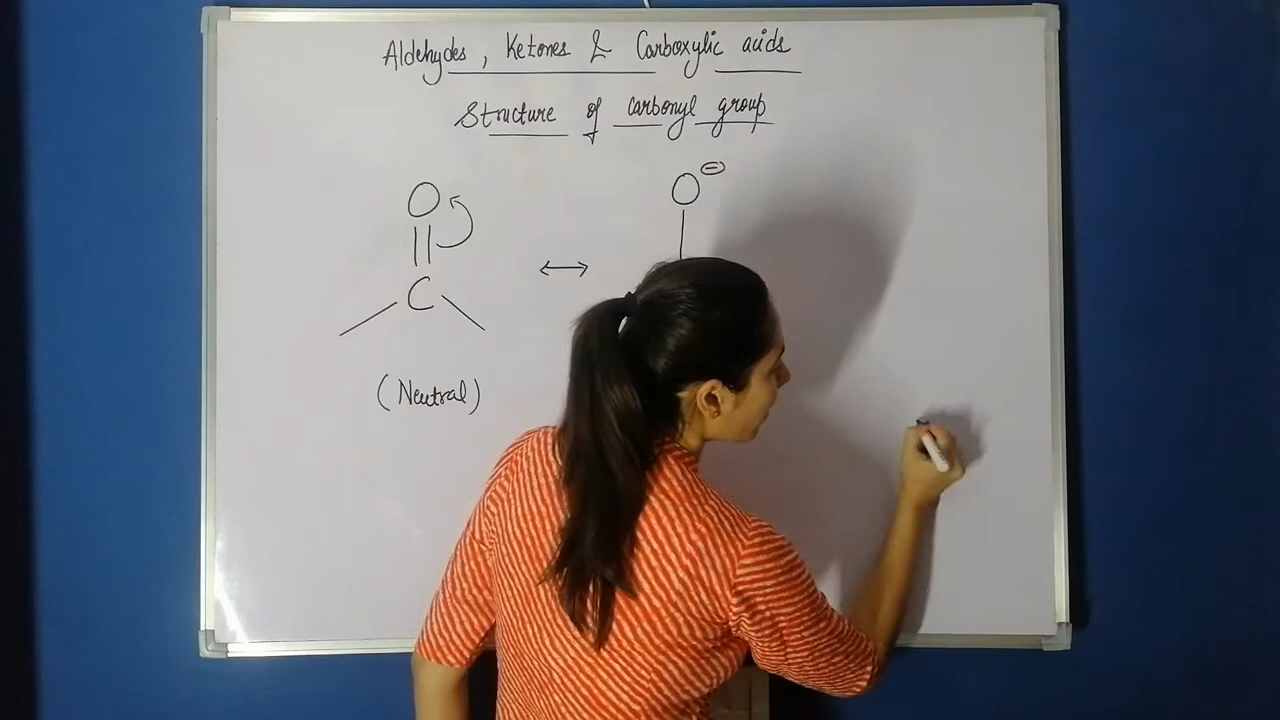 Aldehydes, Ketones & Carboxylic acids
Structure of carbonyl group
O O ⊖
C
(Neutral)